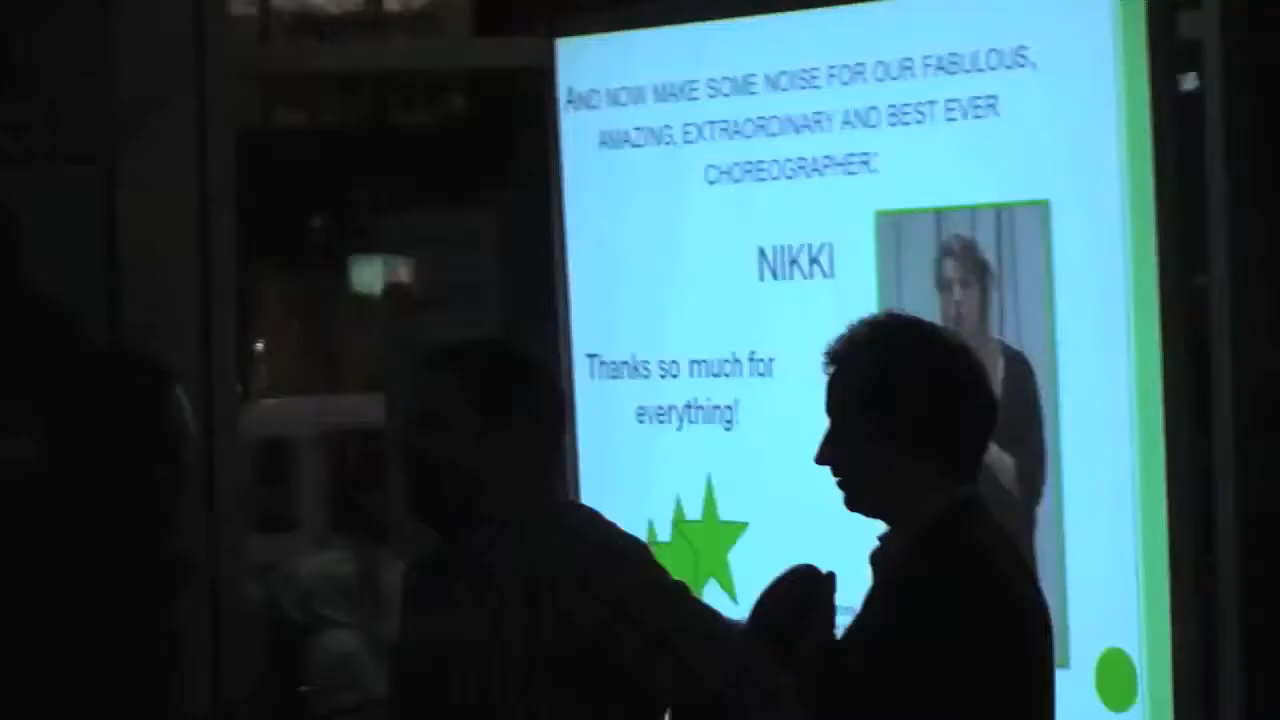 AND NOW MAKE SOME NOISE FOR OUR FABULOUS,
AMAZING, EXTRAORDINARY AND BEST EVER
CHOREOGRAPHER:
NIKKI
Thanks so much for
everything!